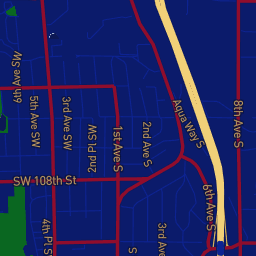 6th Ave SW
5th Ave SW
3rd Ave SW
2nd Pl SW
1st Ave S
2nd Ave S
Aqua Way S
8th Ave S
SW 108th St
6th Ave S
4th Pl S
3rd Ave
S